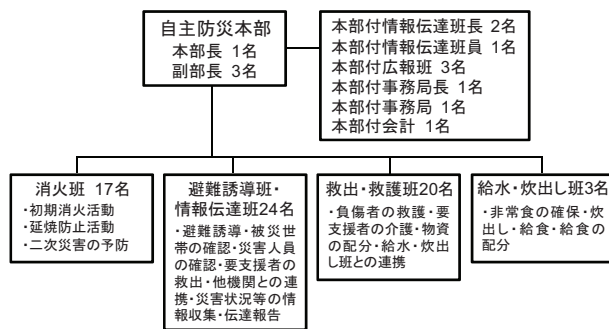 自主防災本部
本部長 1名
副部長 3名
本部付情報伝達班長 2名
本部付情報伝達班員 1名
本部付広報班 3名
本部付事務局長 1名
本部付事務局 1名
本部付会計 1名
消火班 17名
・初期消火活動
・延焼防止活動
・二次災害の予防
避難誘導班・
情報伝達班24名
・避難誘導・被災世
帯の確認・災害人員
の確認・要支援者の
救出・他機関との連
携・災害状況等の情
報収集・伝達報告
救出・救護班20名
・負傷者の救護・要
支援者の介護・物資
の配分・給水・炊出
し班との連携
給水・炊出し班3名
・非常食の確保・炊
出し・給食・給食の
配分